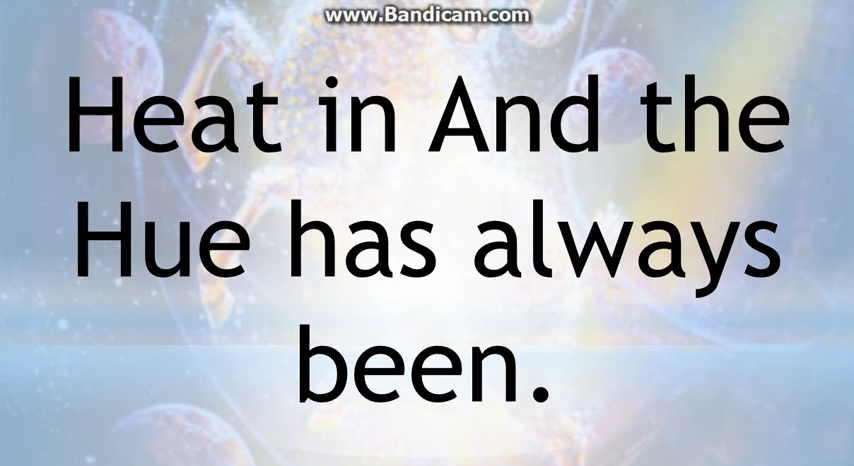 www.Bandicam.com
Heat in And the
Hue has always
been.